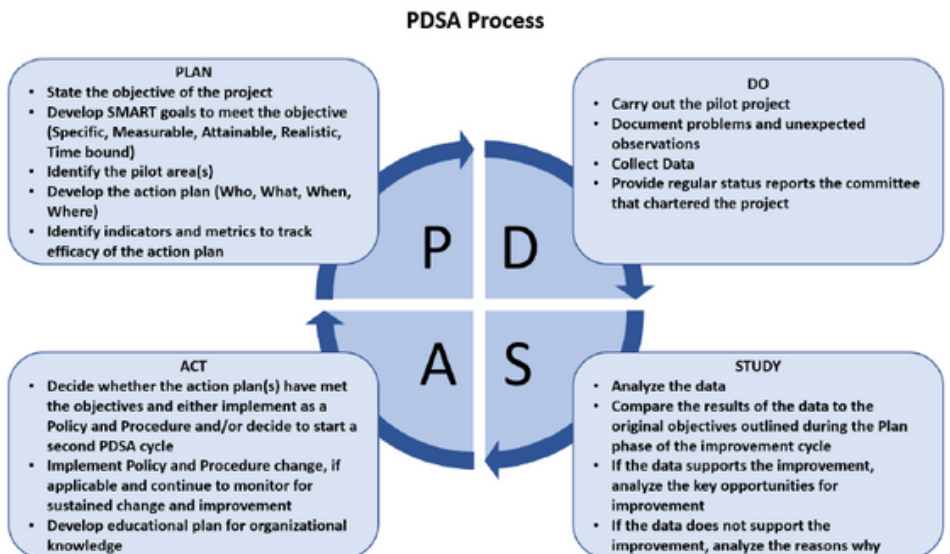 PDSA Process
PLAN
• State the objective of the project
• Develop SMART goals to meet the objective
(Specific, Measurable, Attainable, Realistic,
Time bound)
• Identify the pilot area(s)
• Develop the action plan (Who, What, When,
Where)
• Identify indicators and metrics to track
efficacy of the action plan
DO
• Carry out the pilot project
• Document problems and unexpected
observations
• Collect Data
• Provide regular status reports the committee
that chartered the project
P
D
A
S
ACT
• Decide whether the action plan(s) have met
the objectives and either implement as a
Policy and Procedure and/or decide to start a
second PDSA cycle
• Implement Policy and Procedure change, if
applicable and continue to monitor for
sustained change and improvement
• Develop educational plan for organizational
knowledge
STUDY
• Analyze the data
• Compare the results of the data to the
original objectives outlined during the Plan
phase of the improvement cycle
• If the data supports the improvement,
analyze the key opportunities for
improvement
• If the data does not support the
improvement, analyze the reasons why